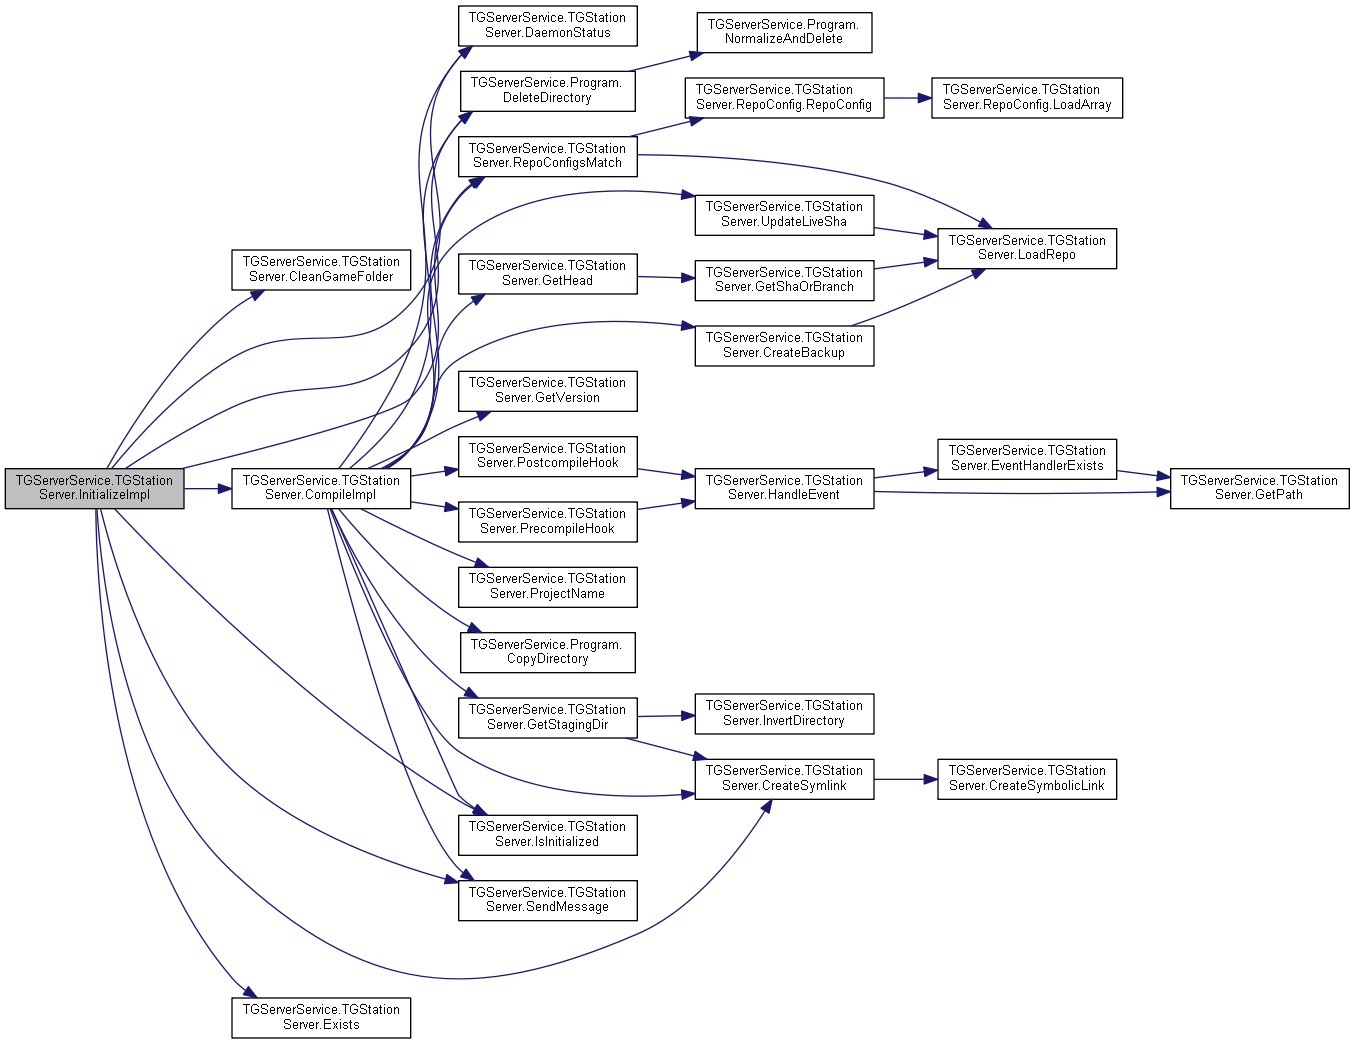 TGServerService.TGStation
Server.DaemonStatus
TGServerService.Program.
NormalizeAndDelete
TGServerService.Program.
DeleteDirectory
TGServerService.TGStation
Server.RepoConfig.RepoConfig
TGServerService.TGStation
Server.RepoConfig.LoadArray
TGServerService.TGStation
Server.RepoConfigsMatch
TGServerService.TGStation
Server.UpdateLiveSha
TGServerService.TGStation
Server.LoadRepo
TGServerService.TGStation
Server.CleanGameFolder
TGServerService.TGStation
Server.GetHead
TGServerService.TGStation
Server.GetShaOrBranch
TGServerService.TGStation
Server.CreateBackup
TGServerService.TGStation
Server.GetVersion
TGServerService.TGStation
Server.PostcompileHook
TGServerService.TGStation
Server.EventHandlerExists
TGServerService.TGStation
Server.InitializeImpl
TGServerService.TGStation
Server.CompileImpl
TGServerService.TGStation
Server.HandleEvent
TGServerService.TGStation
Server.GetPath
TGServerService.TGStation
Server.PrecompileHook
TGServerService.TGStation
Server.ProjectName
TGServerService.Program.
CopyDirectory
TGServerService.TGStation
Server.GetStagingDir
TGServerService.TGStation
Server.InvertDirectory
TGServerService.TGStation
Server.CreateSymlink
TGServerService.TGStation
Server.CreateSymbolicLink
TGServerService.TGStation
Server.IsInitialized
TGServerService.TGStation
Server.SendMessage
TGServerService.TGStation
Server.Exists